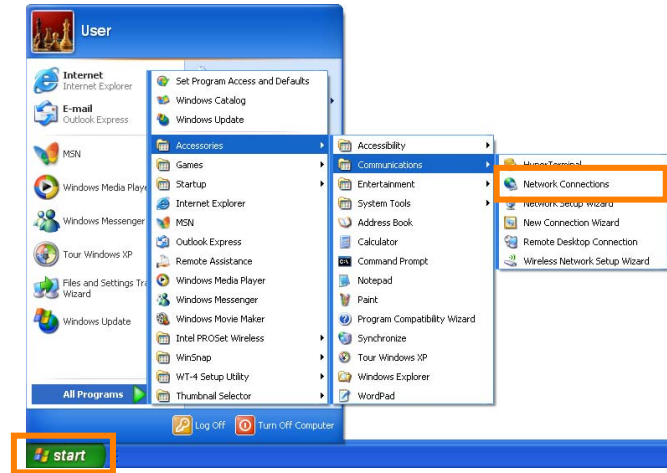 User
Internet
Internet Explorer
E-mail
Outlook Express
MSN
Windows Media Playe
Windows Messenger
Tour Windows XP
Files and Settings Tra
Wizard
Windows Update
All Programs
Log Off
Turn Off Computer
start
Set Program Access and Defaults
Windows Catalog
Windows Update
Accessories
Games
Startup
Internet Explorer
MSN
Outlook Express
Remote Assistance
Windows Media Player
Windows Messenger
Windows Movie Maker
Intel PROSet Wireless
WinSnap
WT-4 Setup Utility
Thumbnail Selector
Accessibility
Communications
Entertainment
System Tools
Address Book
Calculator
Command Prompt
Notepad
Paint
Program Compatibility Wizard
Synchronize
Tour Windows XP
Windows Explorer
WordPad
HyperTerminal
Network Connections
Network Setup Wizard
New Connection Wizard
Remote Desktop Connection
Wireless Network Setup Wizard